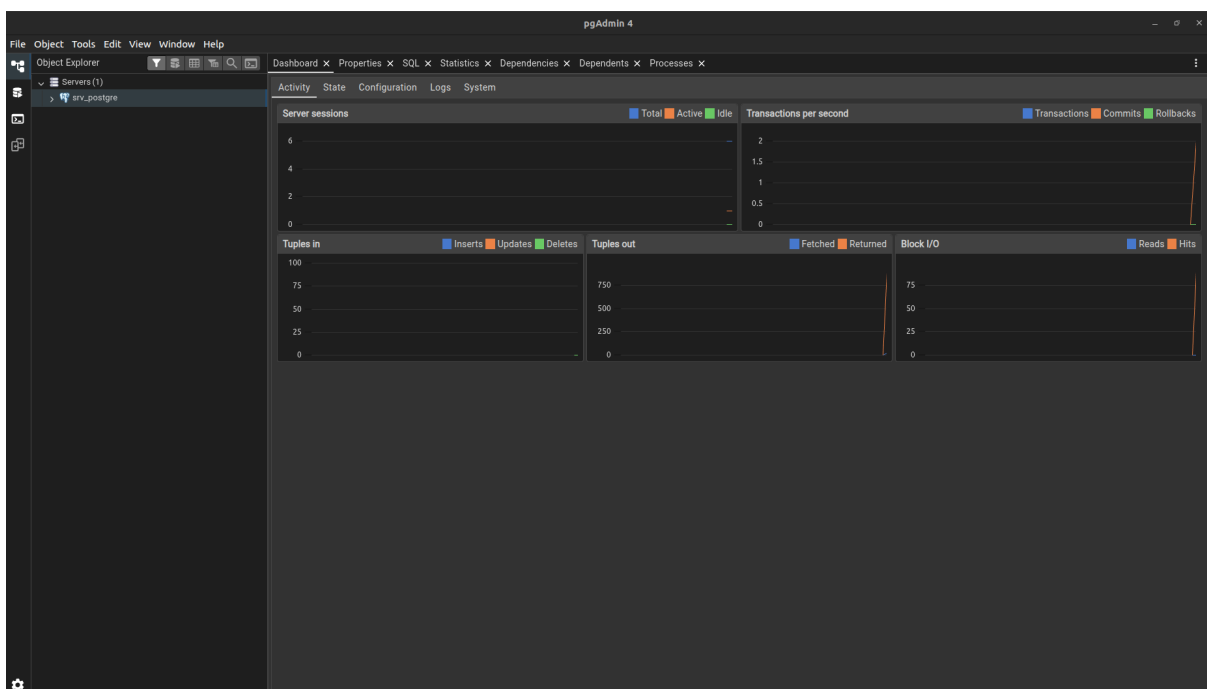 pgAdmin 4
File Object Tools Edit View Window Help
Object Explorer
Dashboard Properties SQL Statistics Dependencies Dependents Processes
Servers (1)
srv_postgre
Activity State Configuration Logs System
Server sessions Total Active Idle
6
4
2
0
Transactions per second Transactions Commits Rollbacks
2
1.5
1
0.5
0
Tuples in Inserts Updates Deletes
100
75
50
25
0
Tuples out Fetched Returned
750
500
250
0
Block I/O Reads Hits
75
50
25
0